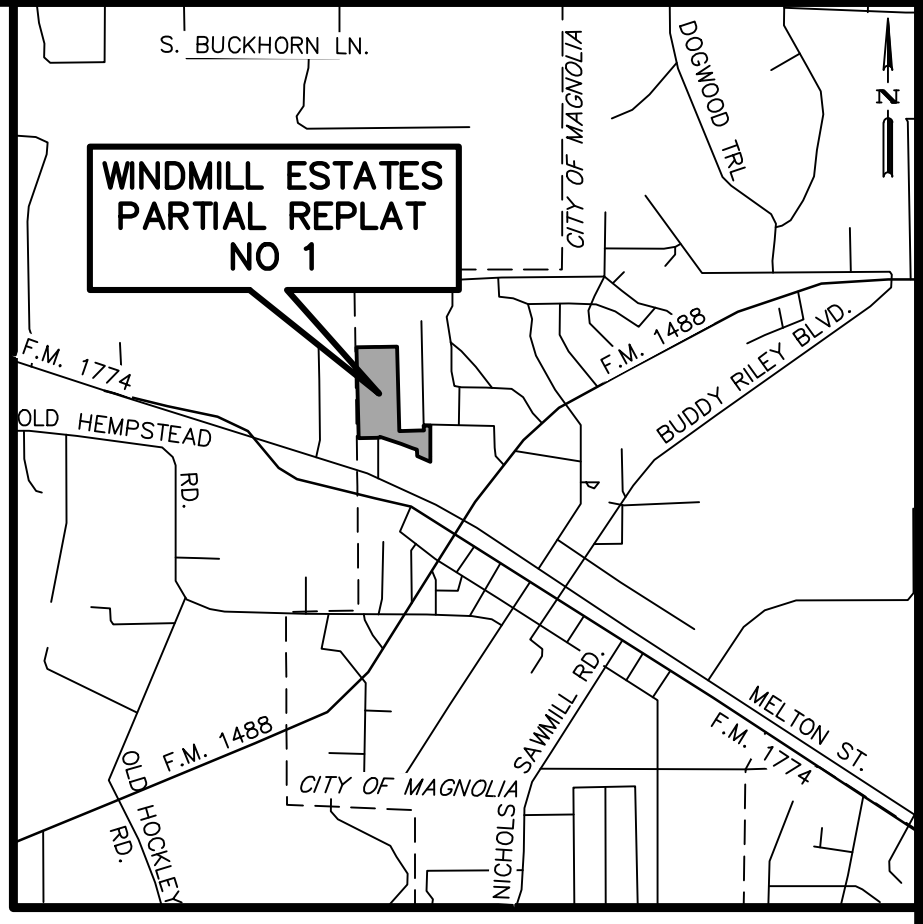 S. BUCKHORN LN.
CITY OF MAGNOLIA
DOGWOOD TRL
N
WINDMILL ESTATES
PARTIAL REPLAT
NO 1
F.M. 1774
F.M. 1488
BUDDY RILEY BLVD.
OLD HEMPSTEAD
RD.
NICHOLS SAWMILL RD.
MELTON ST.
F.M. 1774
F.M. 1488
CITY OF MAGNOLIA
OLD HOCKLEY
RD.